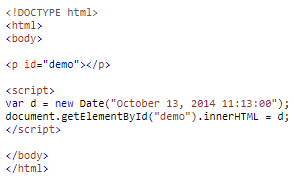 <!DOCTYPE html>
<html>
<body>
<p id="demo"></p>
<script>
var d = new Date("October 13, 2014 11:13:00");
document.getElementById("demo").innerHTML = d;
</script>
</body>
</html>